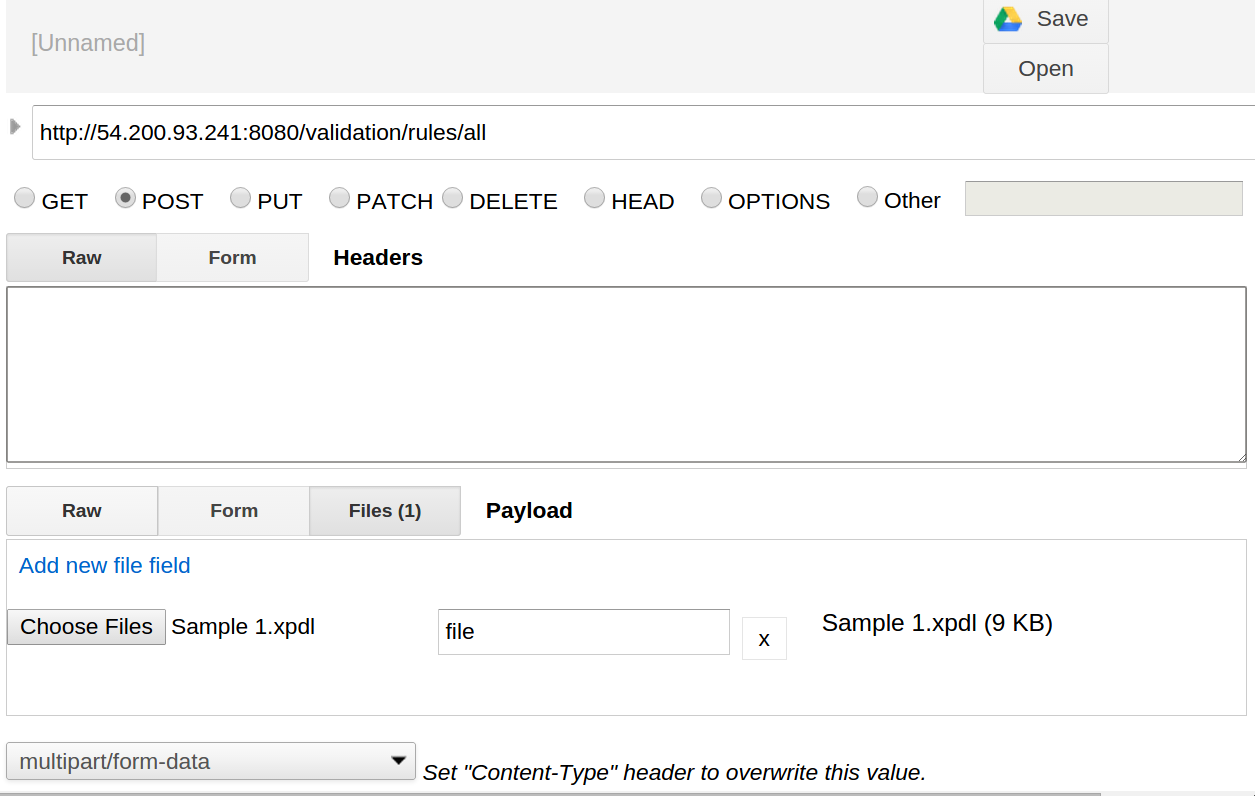 [Unnamed]
Save
Open
http://54.200.93.241:8080/validation/rules/all
GET POST PUT PATCH DELETE HEAD OPTIONS Other
Raw Form Headers
Raw Form Files (1) Payload
Add new file field
Choose Files Sample 1.xpdl file x Sample 1.xpdl (9 KB)
multipart/form-data Set "Content-Type" header to overwrite this value.